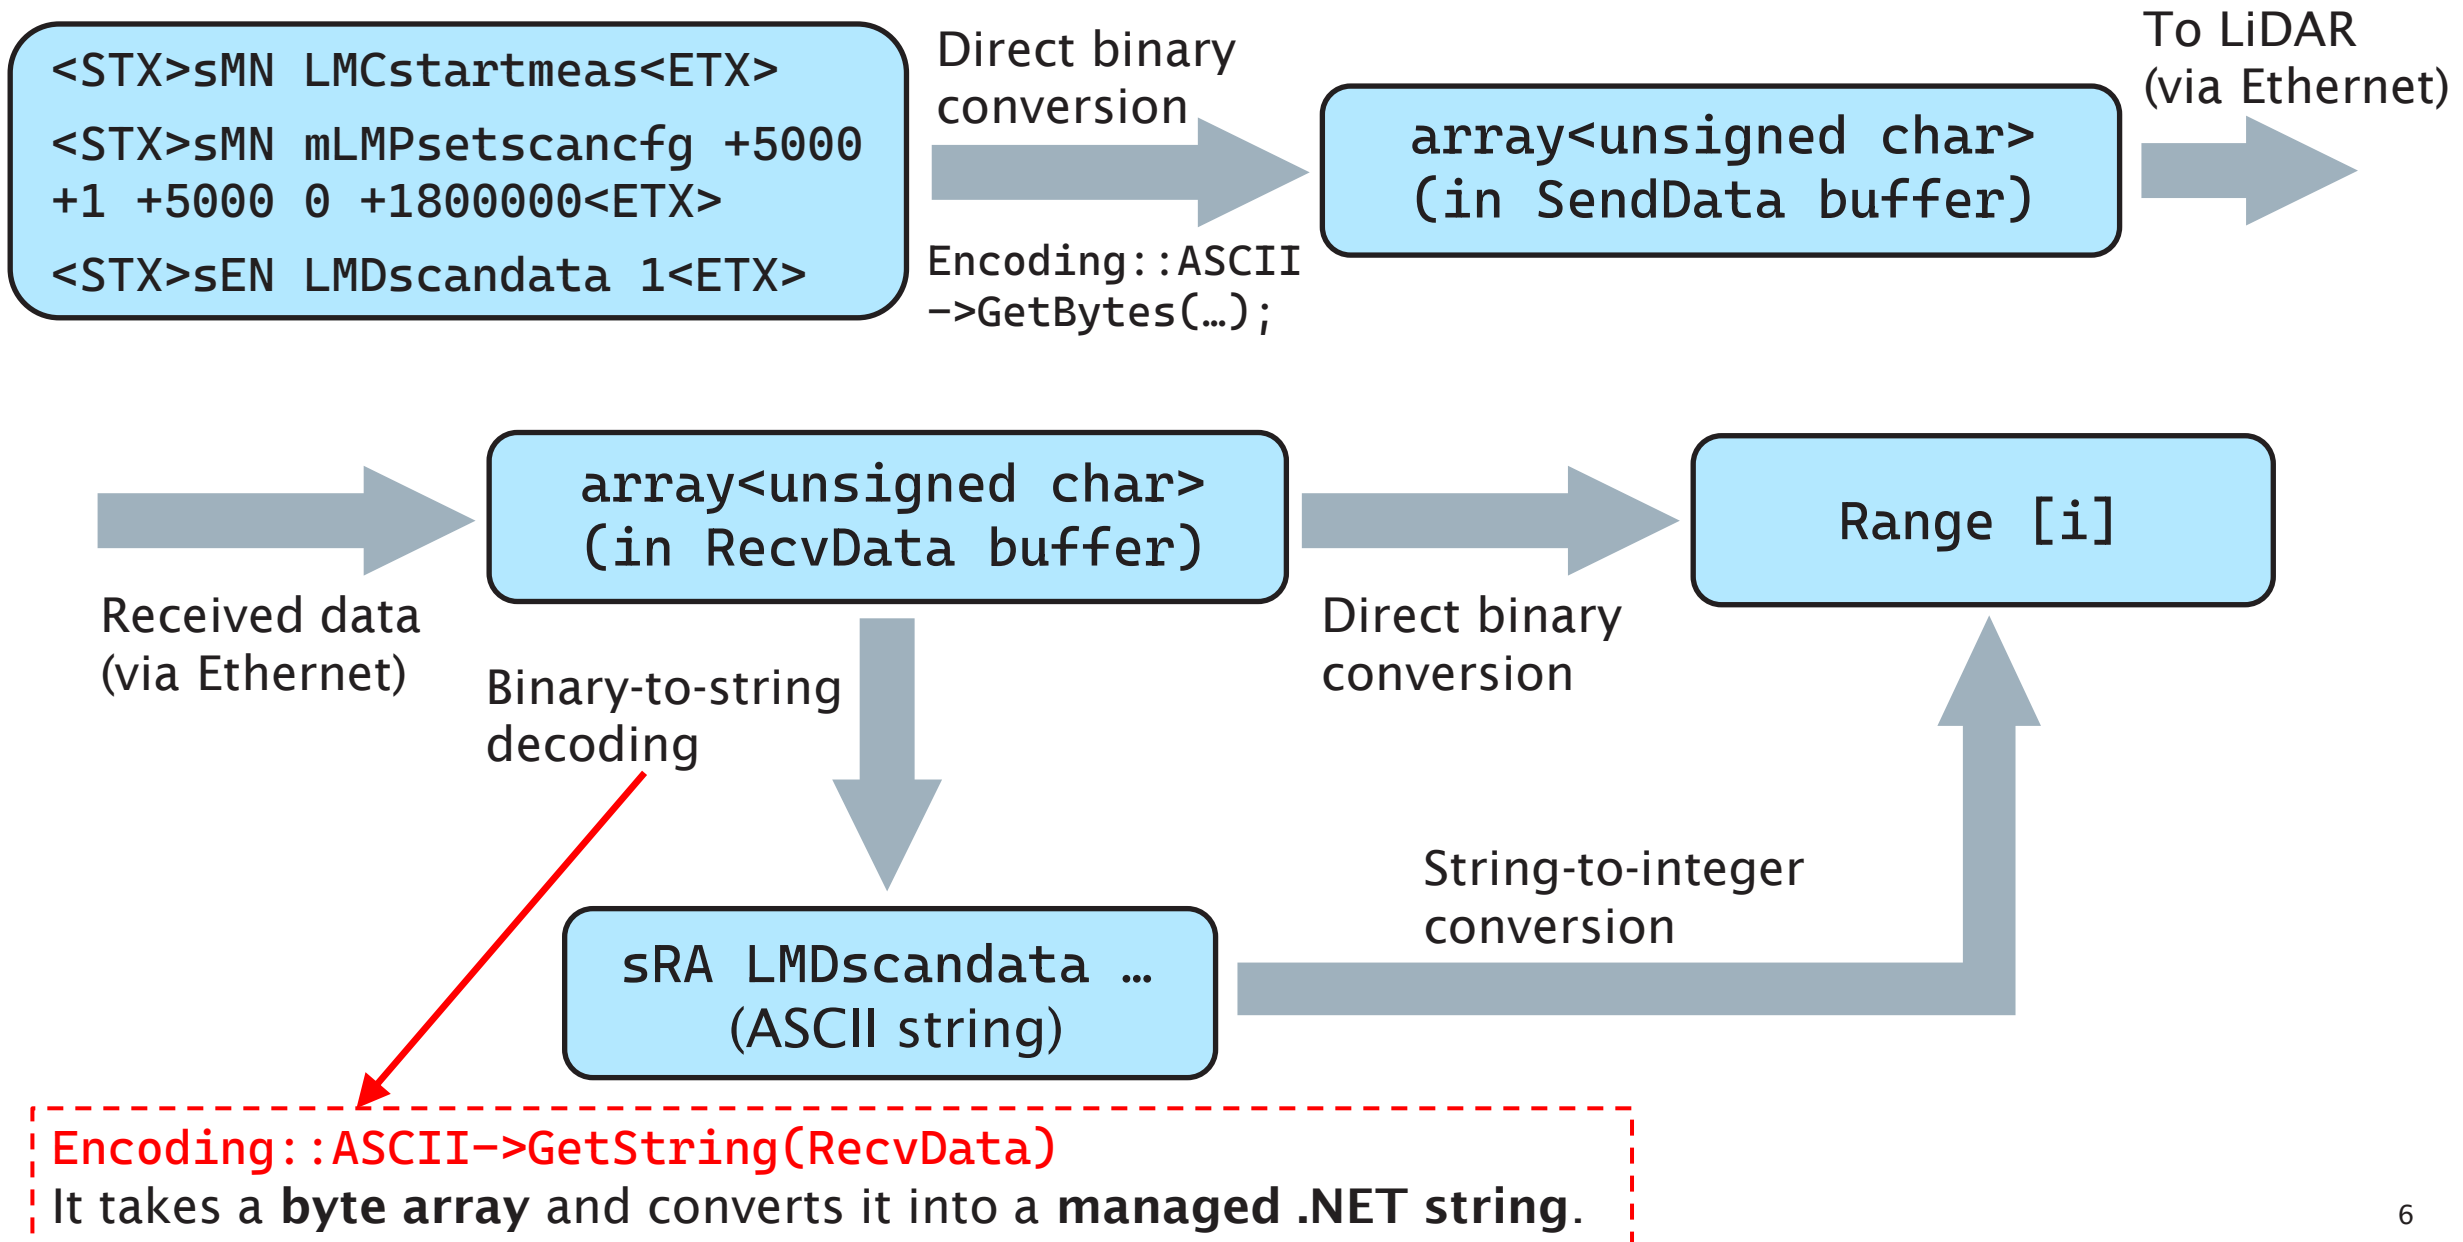 <STX>sMN LMCstartmeas<ETX>
<STX>sMN mLMPsetscancfg +5000
+1 +5000 0 +1800000<ETX>
<STX>sEN LMDscandata 1<ETX>
Direct binary
conversion
Encoding::ASCII
->GetBytes(…);
array<unsigned char>
(in SendData buffer)
To LiDAR
(via Ethernet)
Received data
(via Ethernet)
array<unsigned char>
(in RecvData buffer)
Direct binary
conversion
Range [i]
Binary-to-string
decoding
sRA LMDscandata …
(ASCII string)
String-to-integer
conversion
Encoding::ASCII->GetString(RecvData)
It takes a byte array and converts it into a managed .NET string.
6